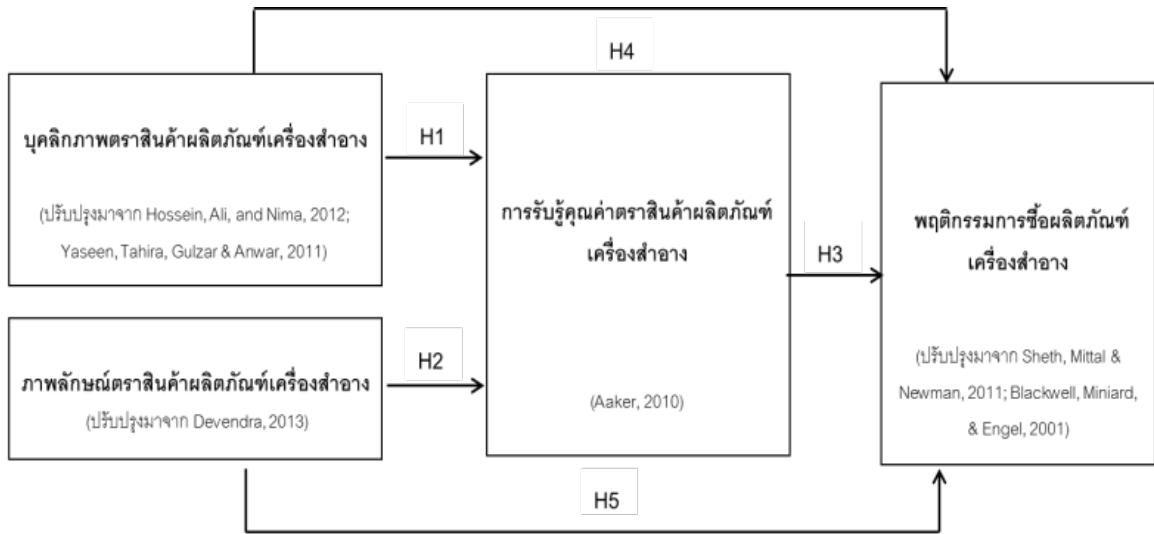 H4
บุคลิกภาพตราสินค้าผลิตภัณฑ์เครื่องสำอาง
(ปรับปรุงมาจาก Hossein, Ali, and Nima, 2012;
Yaseen, Tahira, Gulzar & Anwar, 2011)
H1
การรับรู้คุณค่าตราสินค้าผลิตภัณฑ์
เครื่องสำอาง
(Aaker, 2010)
H3
พฤติกรรมการซื้อผลิตภัณฑ์
เครื่องสำอาง
(ปรับปรุงมาจาก Sheth, Mittal &
Newman, 2011; Blackwell, Miniard,
& Engel, 2001)
ภาพลักษณ์ตราสินค้าผลิตภัณฑ์เครื่องสำอาง
(ปรับปรุงมาจาก Devendra, 2013)
H2
H5